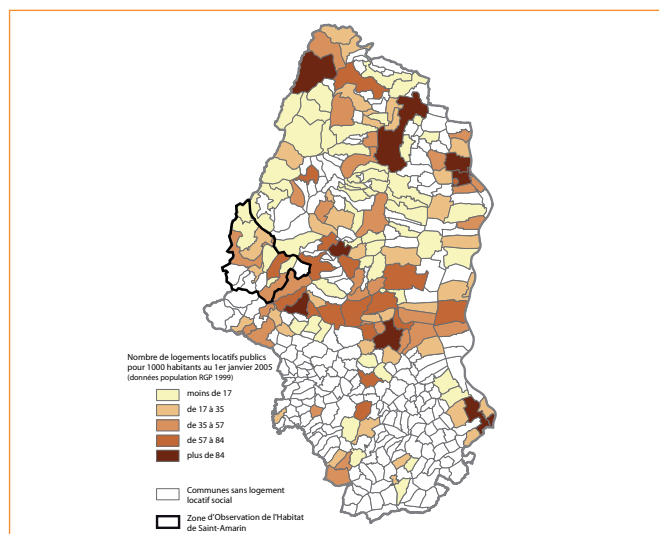 Nombre de logements locatifs publics
pour 1000 habitants au 1er janvier 2005
(données population RGP 1999)
moins de 17
de 17 à 35
de 35 à 57
de 57 à 84
plus de 84
Communes sans logement
locatif social
Zone d'Observation de l'Habitat
de Saint-Amarin